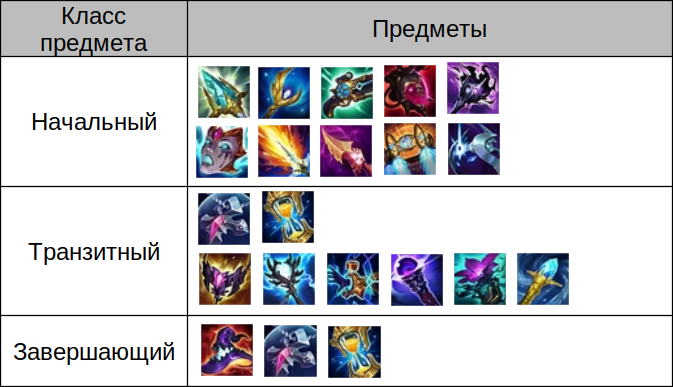 Класс
предмета
Предметы
Начальный
Транзитный
Завершающий